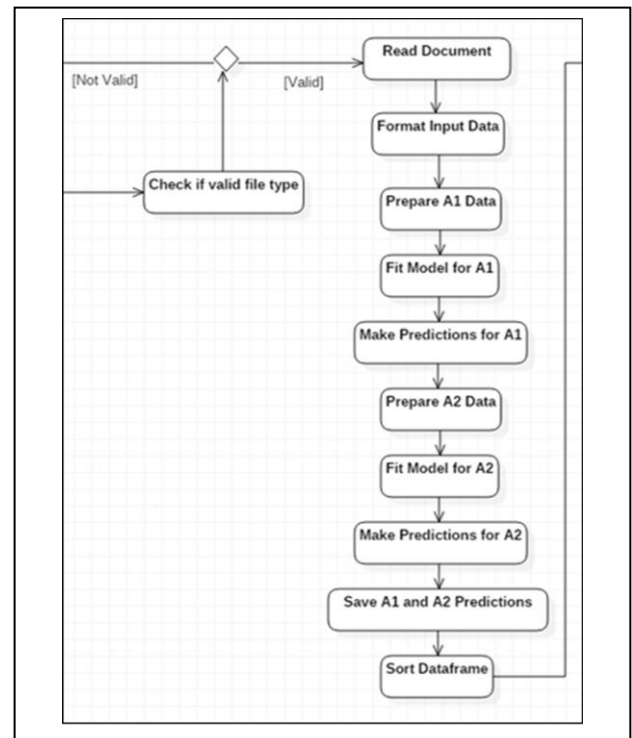 Read Document
[Not Valid]
[Valid]
Format Input Data
Check if valid file type
Prepare A1 Data
Fit Model for A1
Make Predictions for A1
Prepare A2 Data
Fit Model for A2
Make Predictions for A2
Save A1 and A2 Predictions
Sort Dataframe